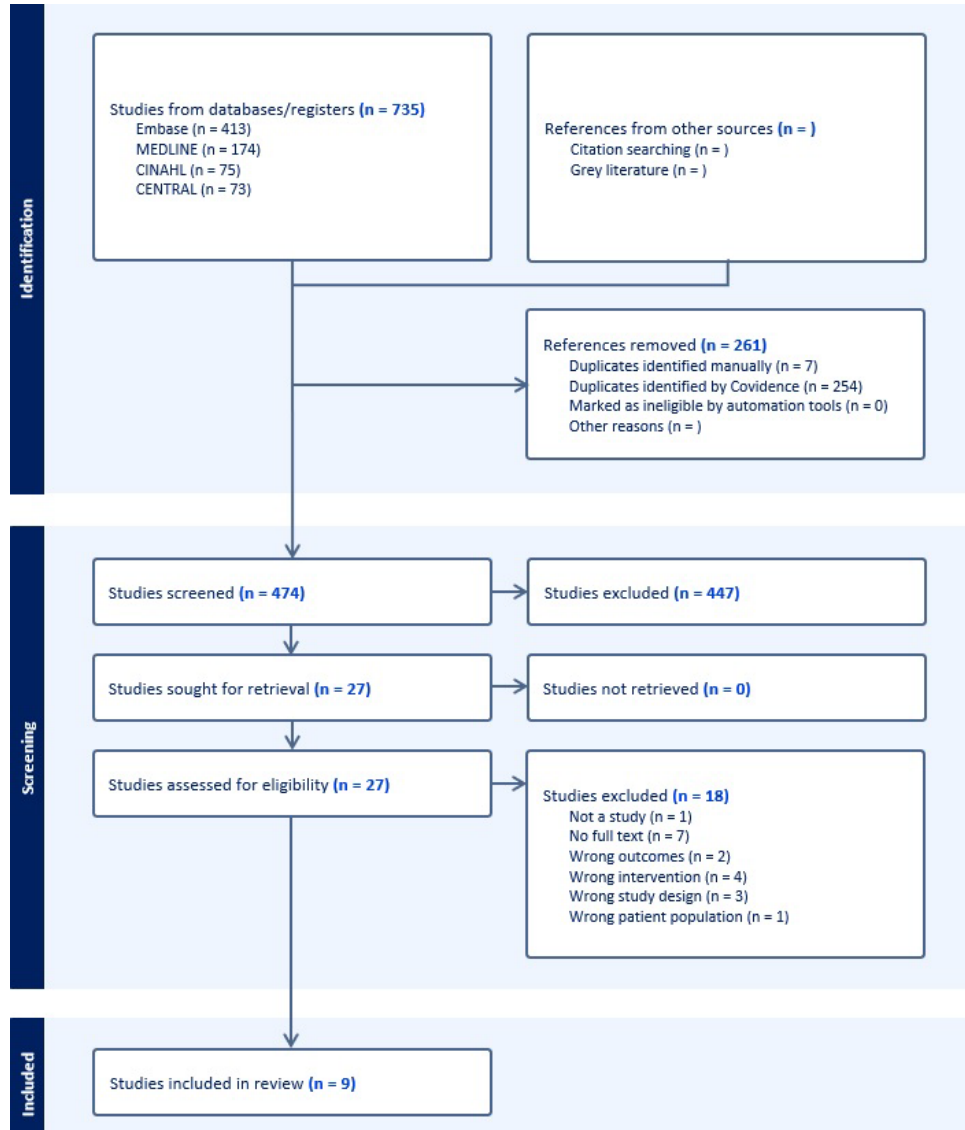 Identification
Studies from databases/registers (n = 735)
Embase (n = 413)
MEDLINE (n = 174)
CINAHL (n = 75)
CENTRAL (n = 73)
References from other sources (n = )
Citation searching (n = )
Grey literature (n = )
References removed (n = 261)
Duplicates identified manually (n = 7)
Duplicates identified by Covidence (n = 254)
Marked as ineligible by automation tools (n = 0)
Other reasons (n = )
Screening
Studies screened (n = 474)
Studies excluded (n = 447)
Studies sought for retrieval (n = 27)
Studies not retrieved (n = 0)
Studies assessed for eligibility (n = 27)
Studies excluded (n = 18)
Not a study (n = 1)
No full text (n = 7)
Wrong outcomes (n = 2)
Wrong intervention (n = 4)
Wrong study design (n = 3)
Wrong patient population (n = 1)
Included
Studies included in review (n = 9)